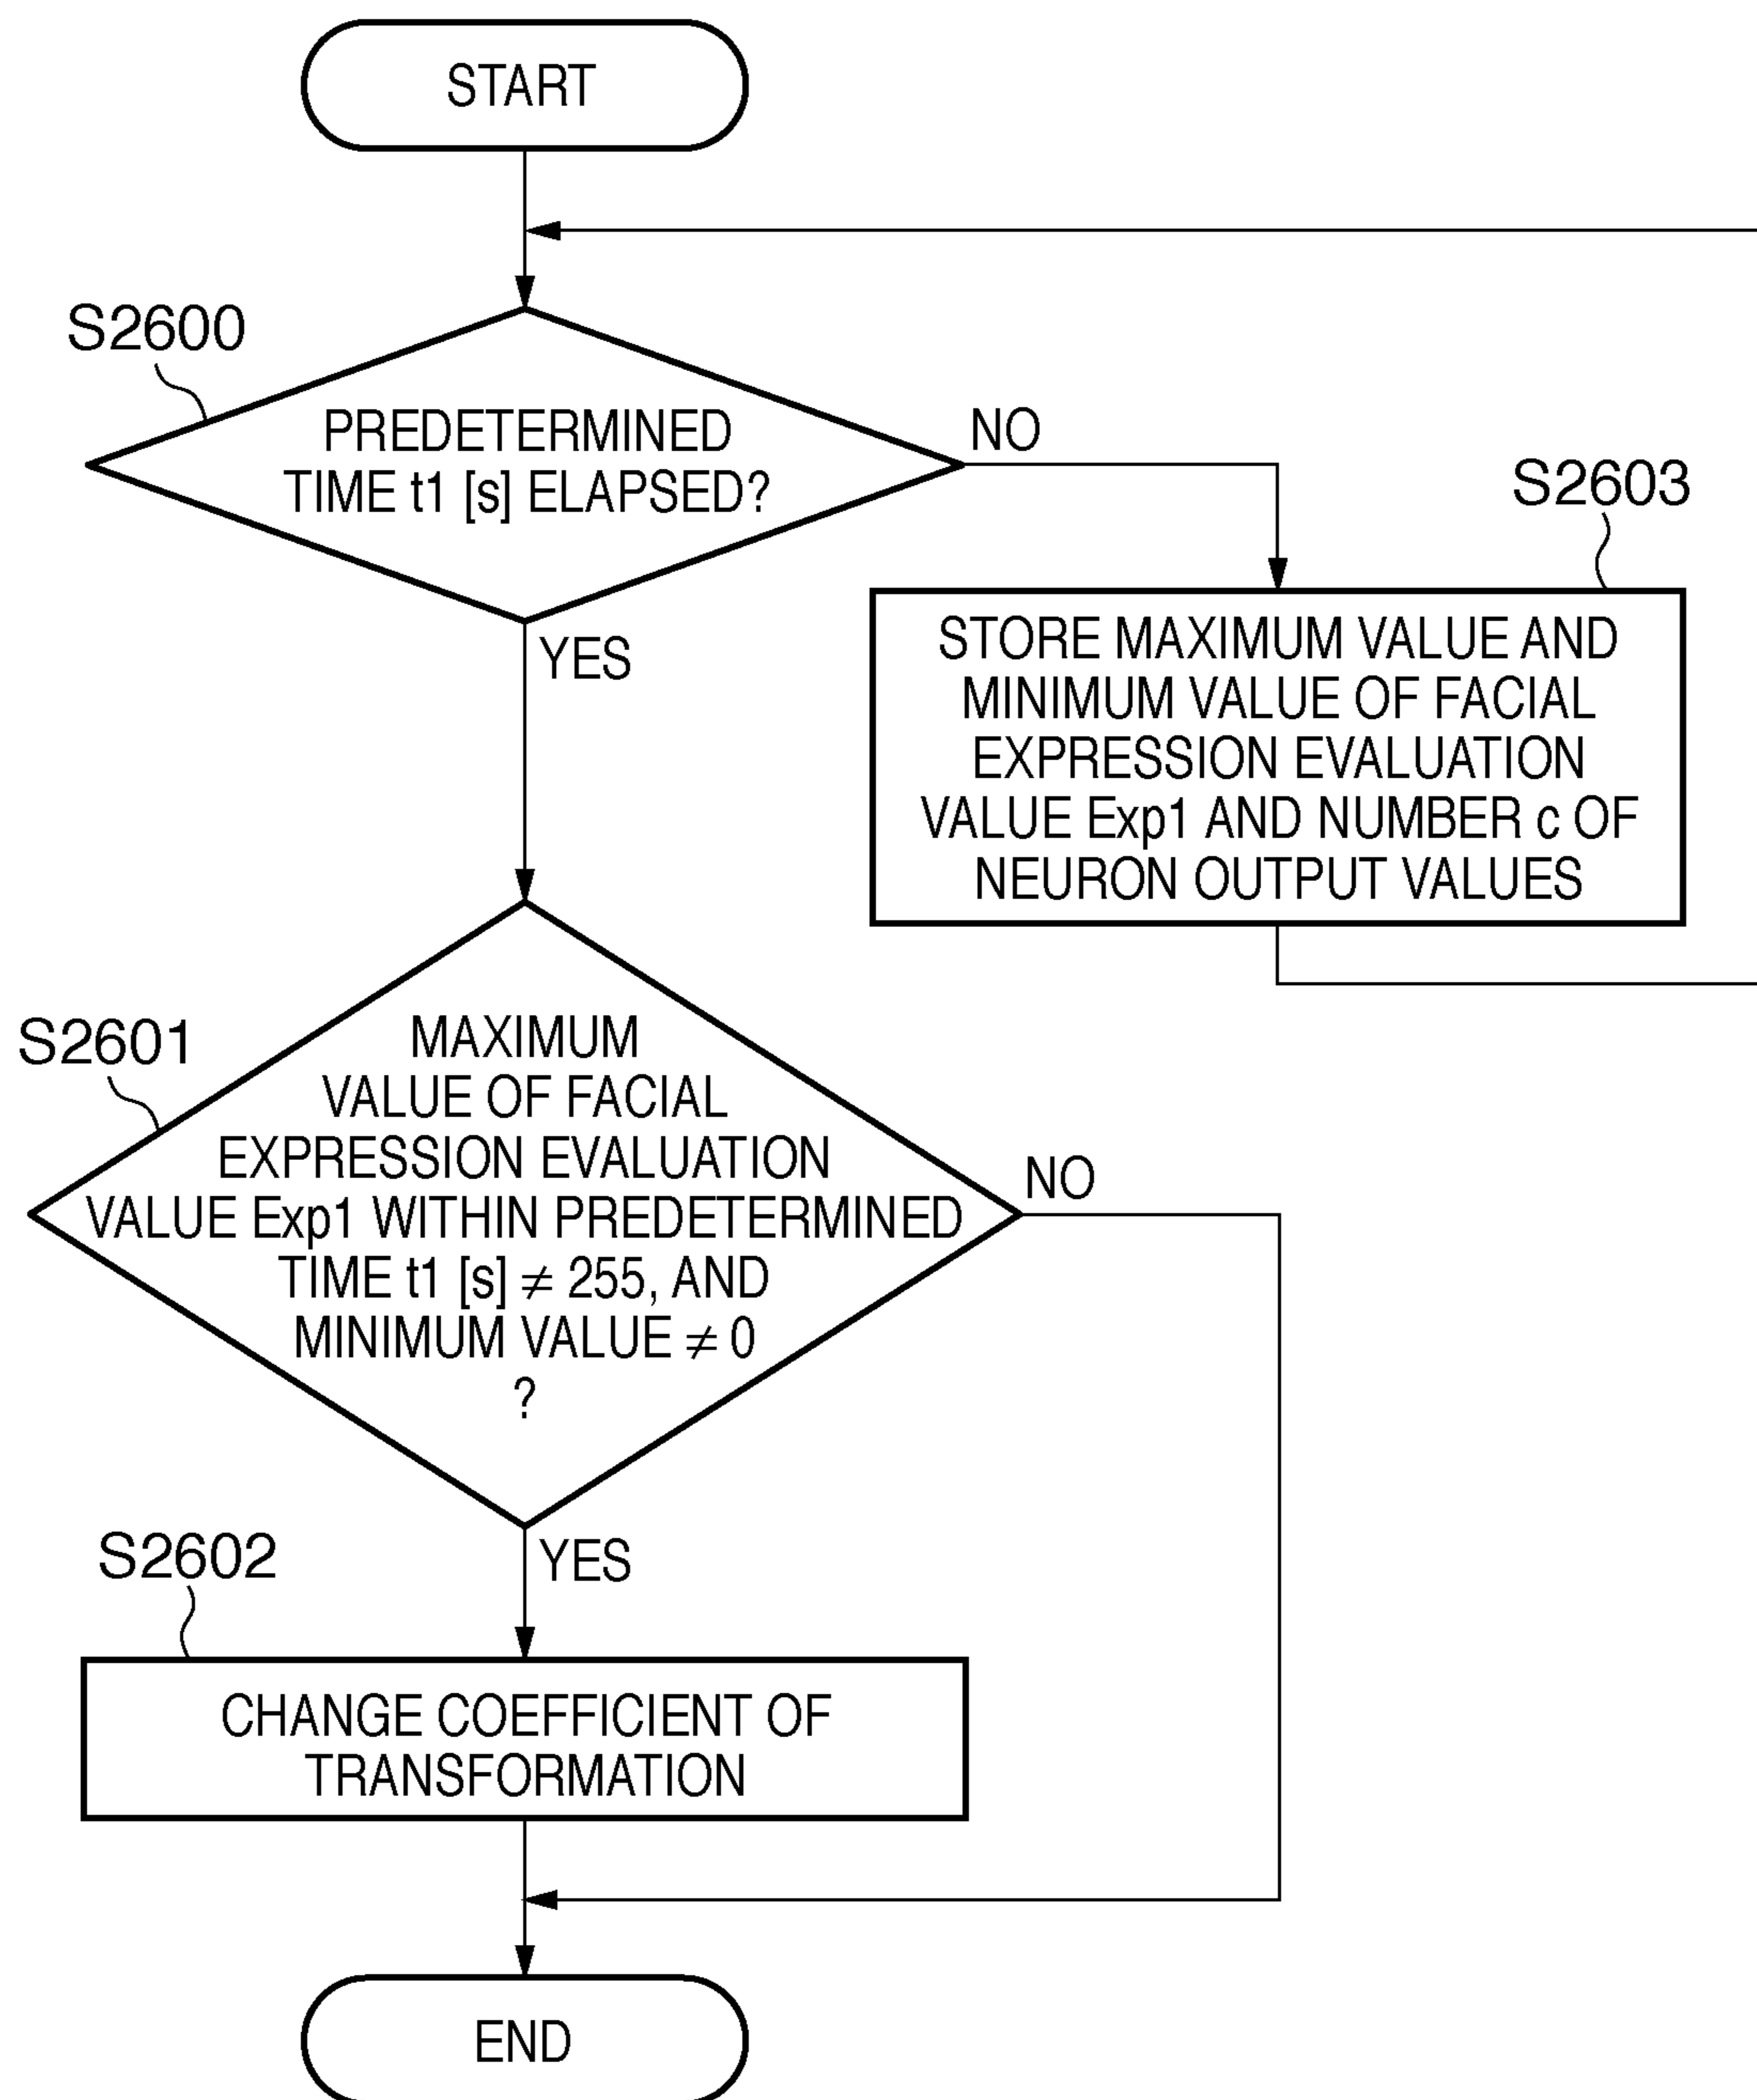 START
S2600
PREDETERMINED
TIME t1 [s] ELAPSED?
NO
YES
S2603
STORE MAXIMUM VALUE AND
MINIMUM VALUE OF FACIAL
EXPRESSION EVALUATION
VALUE Exp1 AND NUMBER c OF
NEURON OUTPUT VALUES
S2601
MAXIMUM
VALUE OF FACIAL
EXPRESSION EVALUATION
VALUE Exp1 WITHIN PREDETERMINED
TIME t1 [s] ≠ 255, AND
MINIMUM VALUE ≠ 0
?
NO
YES
S2602
CHANGE COEFFICIENT OF
TRANSFORMATION
END